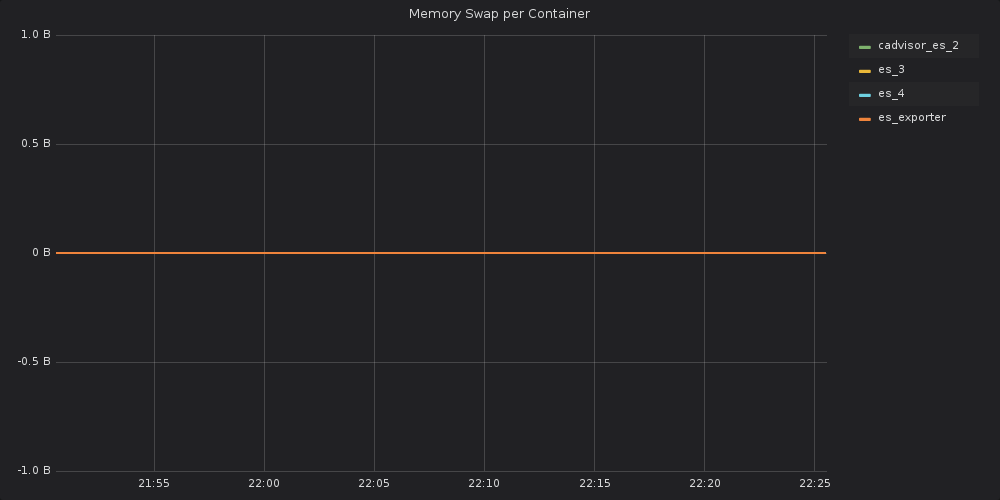 Memory Swap per Container
1.0 B
0.5 B
0 B
-0.5 B
-1.0 B
21:55
22:00
22:05
22:10
22:15
22:20
22:25
cadvisor_es_2
es_3
es_4
es_exporter